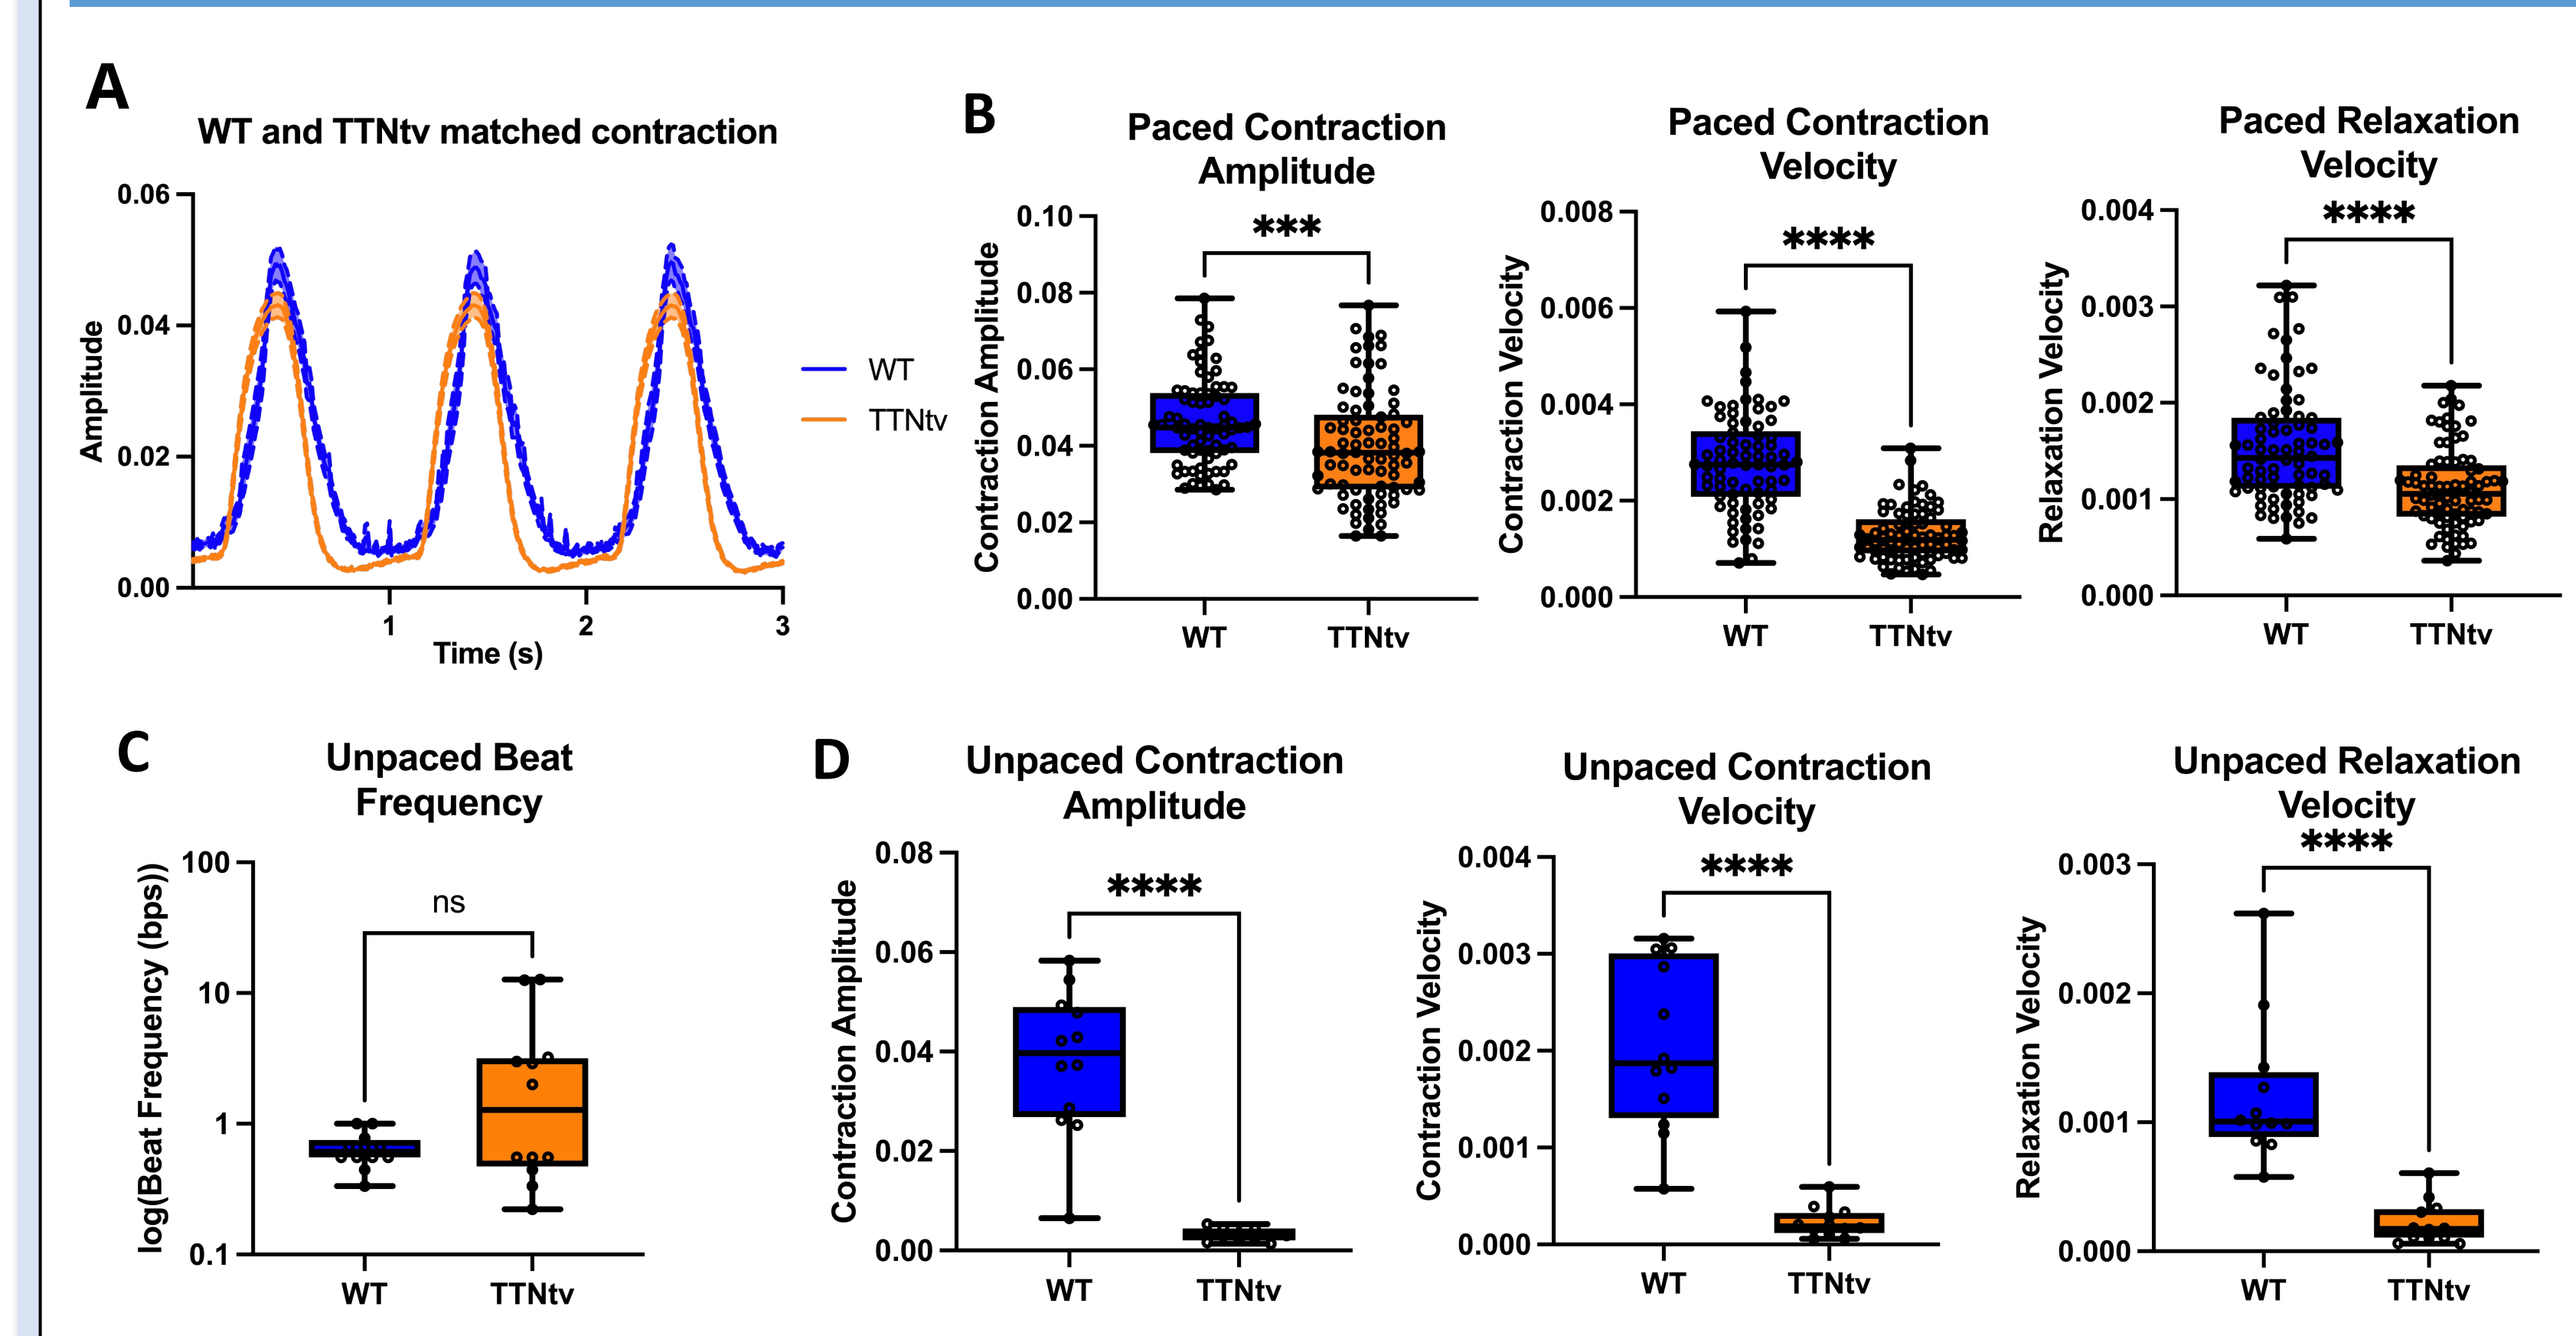 A
WT and TTNtv matched contraction
Amplitude
0.06
0.04
0.02
0.00
1
2
3
Time (s)
WT
TTNtv
B
Paced Contraction
Amplitude
Contraction Amplitude
0.10
0.08
0.06
0.04
0.02
0.00
***
WT
TTNtv
Paced Contraction
Velocity
Contraction Velocity
0.008
0.006
0.004
0.002
0.000
****
WT
TTNtv
Paced Relaxation
Velocity
Relaxation Velocity
0.004
0.003
0.002
0.001
0.000
****
WT
TTNtv
C
Unpaced Beat
Frequency
log(Beat Frequency (bps))
100
10
1
0.1
ns
WT
TTNtv
D
Unpaced Contraction
Amplitude
Contraction Amplitude
0.08
0.06
0.04
0.02
0.00
****
WT
TTNtv
Unpaced Contraction
Velocity
Contraction Velocity
0.004
0.003
0.002
0.001
0.000
****
WT
TTNtv
Unpaced Relaxation
Velocity
Relaxation Velocity
0.003
0.002
0.001
0.000
****
WT
TTNtv